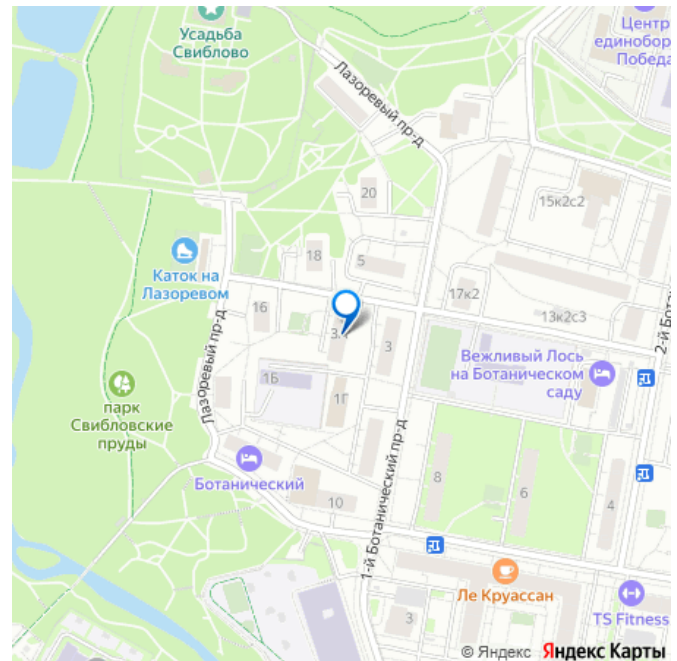 Усадьба
Свиблово
Центр
единобор
Победа
Лазоревый пр-д
15к2с2
20
5
18
Каток на
Лазоревом
16
17к2
13к2с3
3
2-й Бота
Вежливый Лось
на Ботаническом
саду
Лазоревый пр-д
1Б
1Г
парк
Свибловские
пруды
1-й Ботанический пр-д
Ботанический
8
6
4
10
Ле Круассан
3
TS Fitness
© Яндекс Яндекс Карты